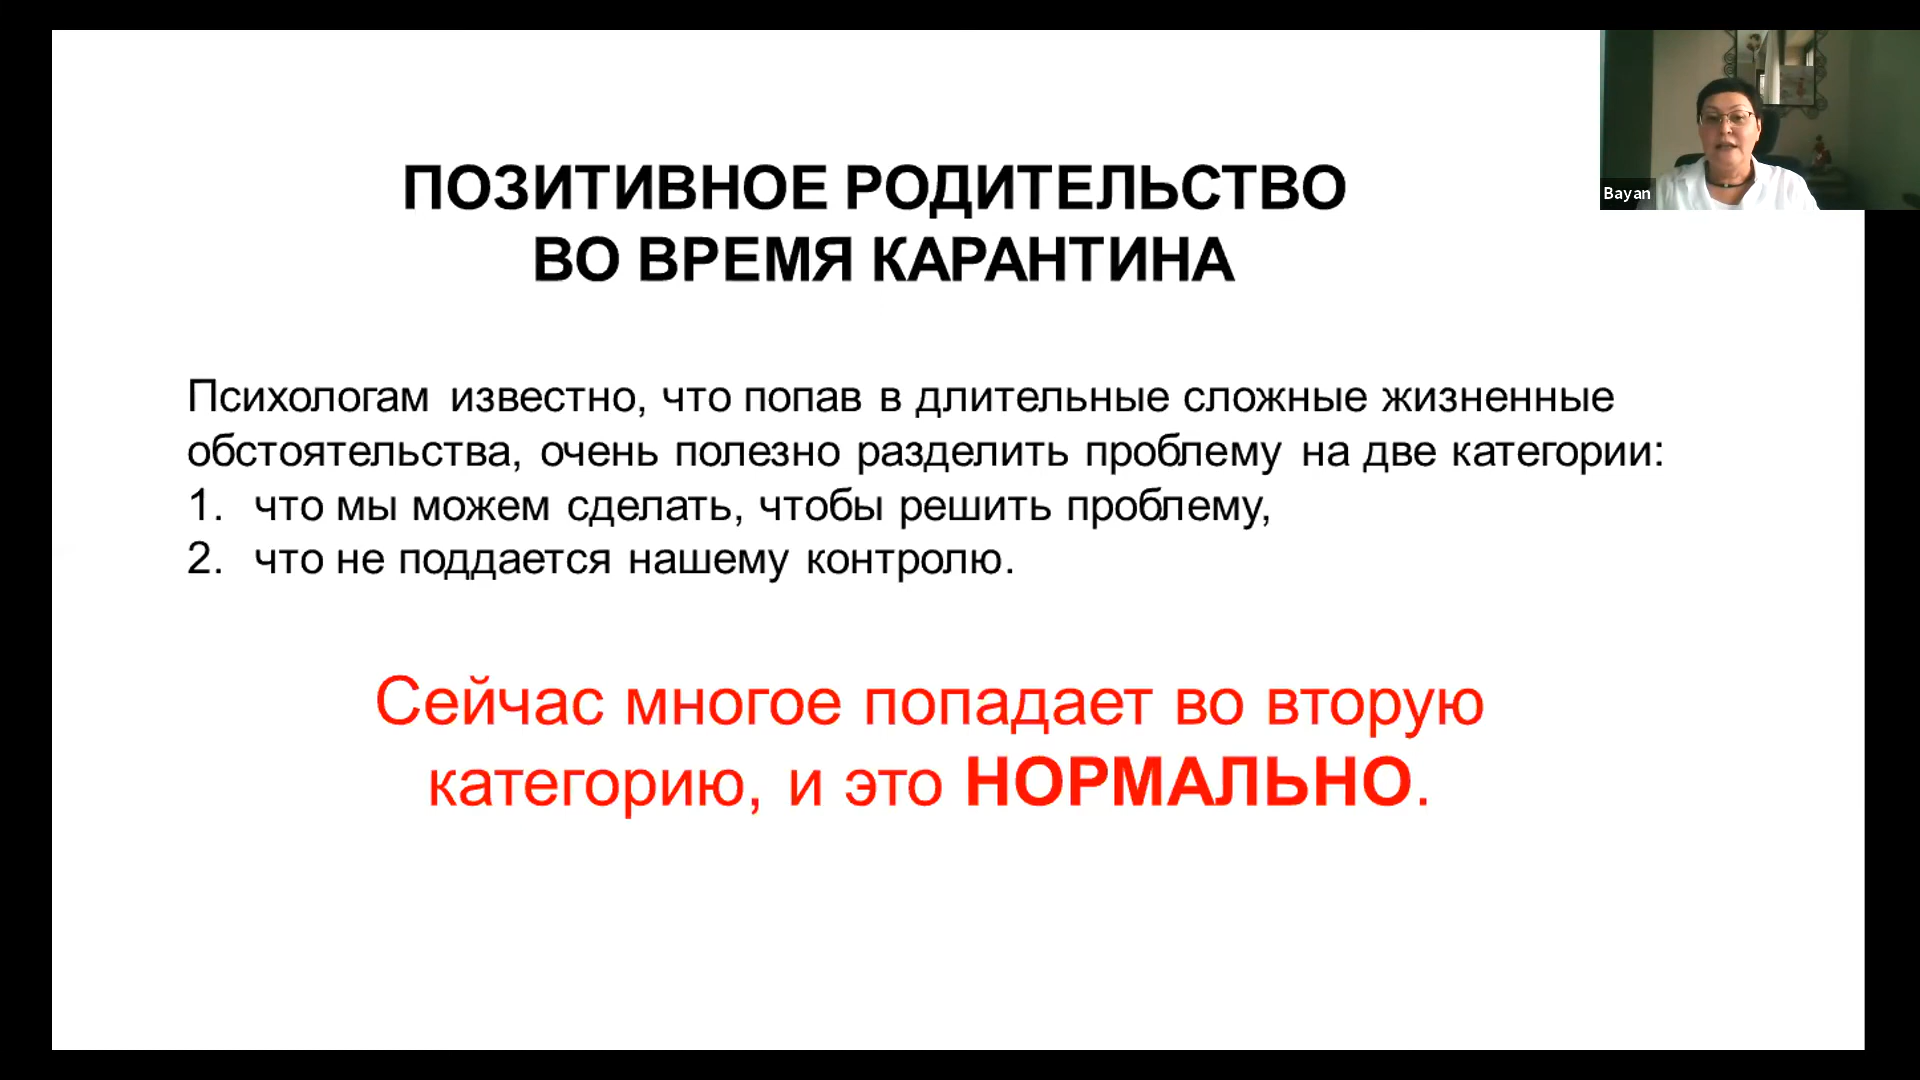 ПОЗИТИВНОЕ РОДИТЕЛЬСТВО
ВО ВРЕМЯ КАРАНТИНА
Психологам известно, что попав в длительные сложные жизненные
обстоятельства, очень полезно разделить проблему на две категории:
1. что мы можем сделать, чтобы решить проблему,
2. что не поддается нашему контролю.
Сейчас многое попадает во вторую
категорию, и это НОРМАЛЬНО.
Bayan